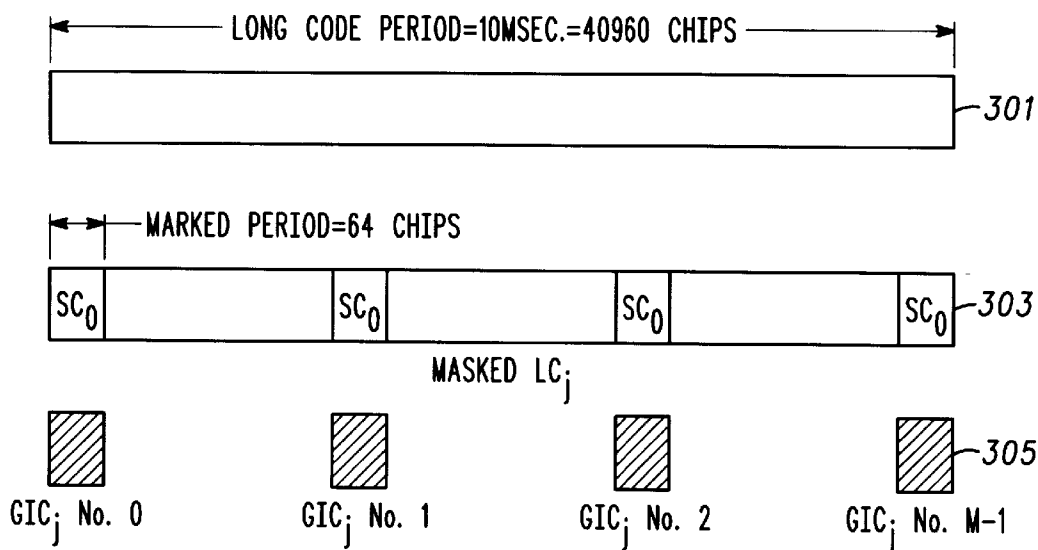 LONG CODE PERIOD=10MSEC.=40960 CHIPS
301
MARKED PERIOD=64 CHIPS
SC0 SC0 SC0 SC0 303
MASKED LCj
305
GICj No. 0 GICj No. 1 GICj No. 2 GICj No. M-1